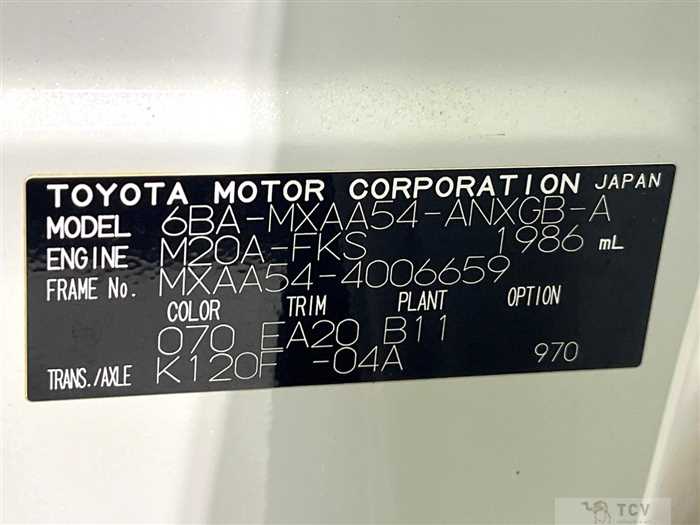 TOYOTA MOTOR CORPORATION JAPAN
MODEL 6BA-MXAA54-ANXGB-A
ENGINE M20A-FKS 1986 mL
FRAME No. MXAA54-4006659
COLOR TRIM PLANT OPTION
070 EA20 B11
TRANS./AXLE K120F -04A 970
TCV